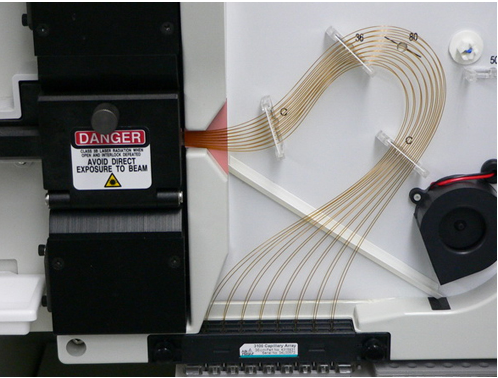 36
80
50
C
C
DANGER
CLASS 3B LASER RADIATION WHEN
OPEN AND INTERLOCK DEFEATED
AVOID DIRECT
EXPOSURE TO BEAM
3100 Capillary Array